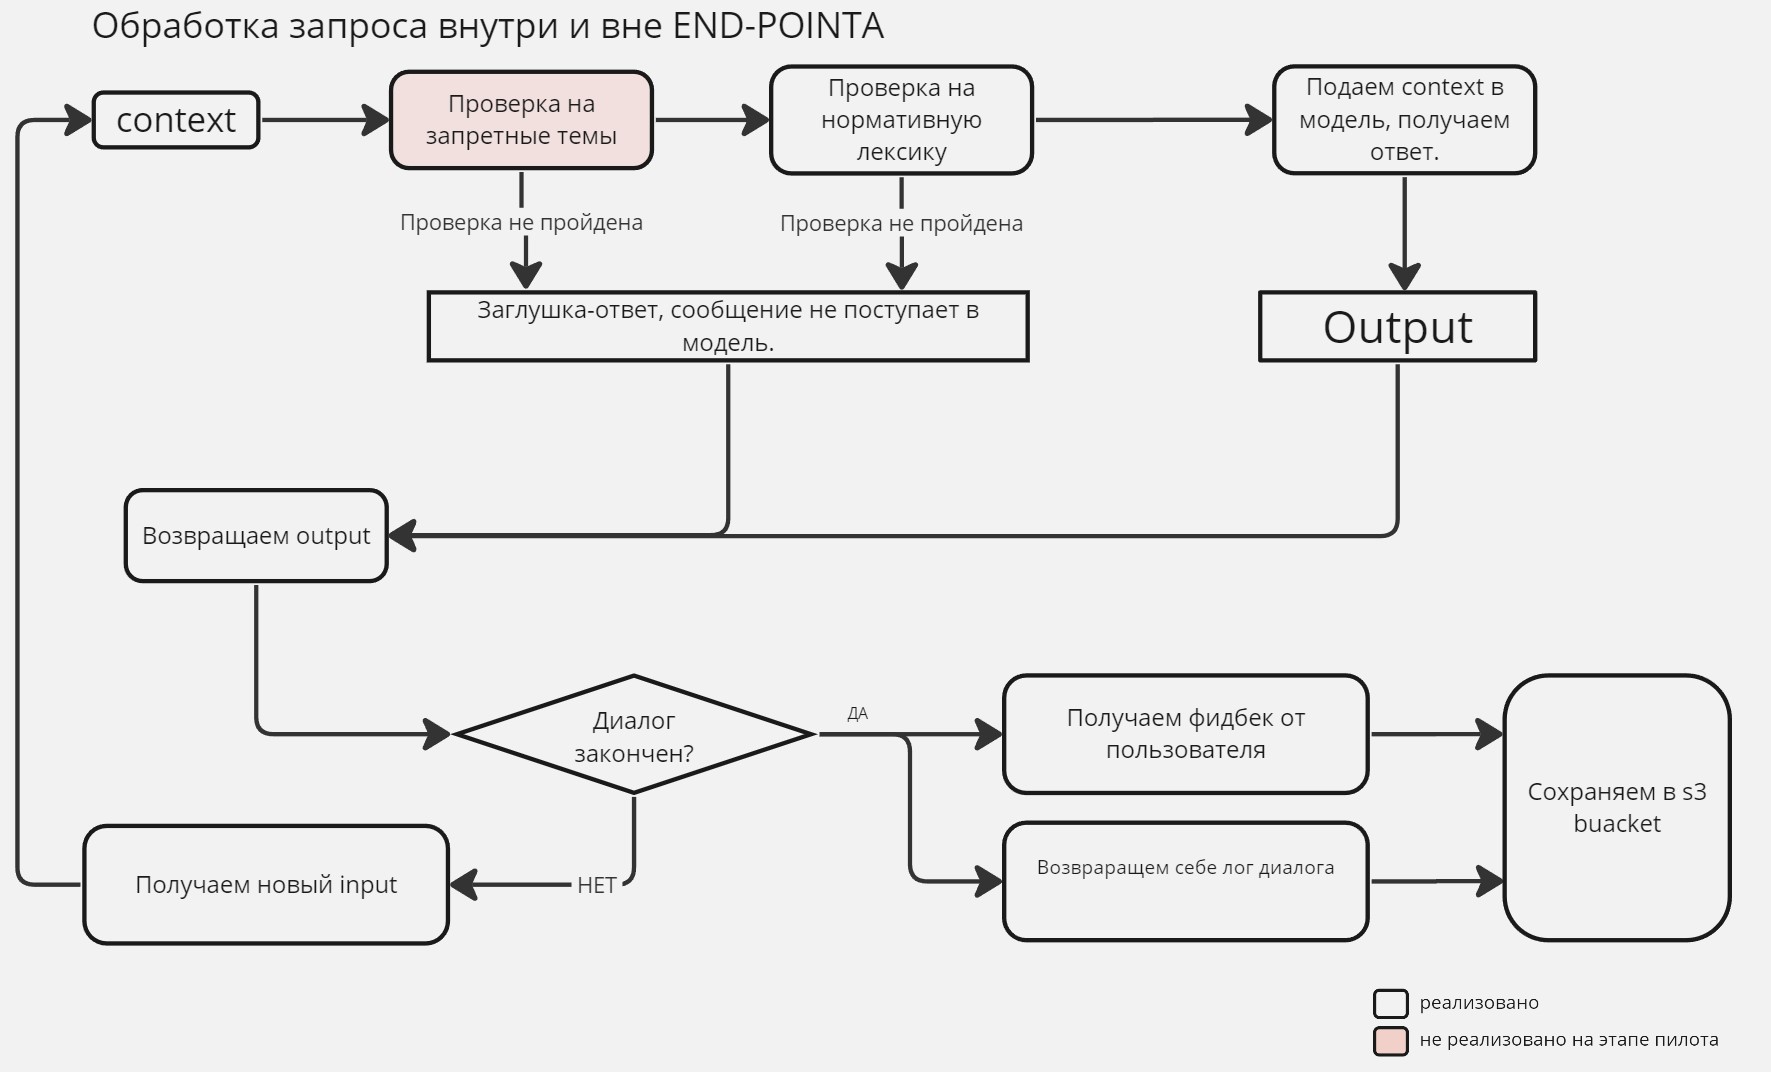 Обработка запроса внутри и вне END-POINTA
context
Проверка на
запретные темы
Проверка на
нормативную
лексику
Подаем context в
модель, получаем
ответ.
Проверка не пройдена
Проверка не пройдена
Заглушка-ответ, сообщение не поступает в
модель.
Output
Возвращаем output
Диалог
закончен?
ДА
Получаем фидбек от
пользователя
Сохраняем в s3
buacket
Получаем новый input
НЕТ
Возвраращем себе лог диалога
реализовано
не реализовано на этапе пилота